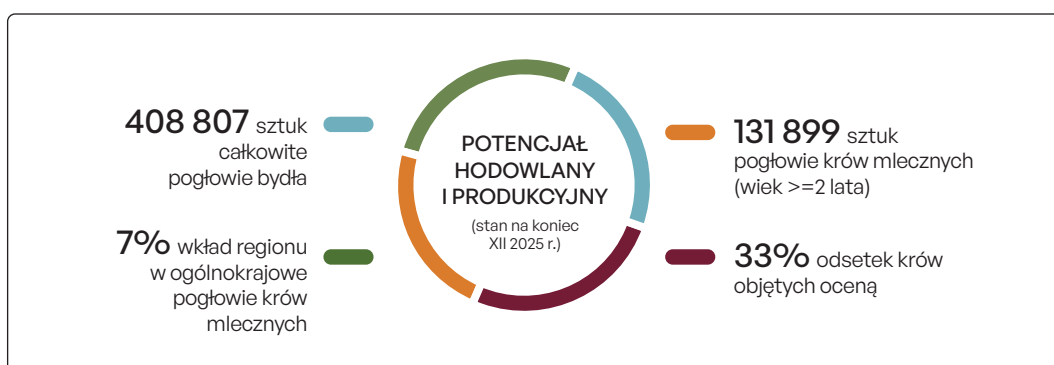 408 807 sztuk
całkowite
pogłowie bydła
7% wkład regionu
w ogólnokrajowe
pogłowie krów
mlecznych
POTENCJAŁ
HODOWLANY
I PRODUKCYJNY
(stan na koniec
XII 2025 r.)
131 899 sztuk
pogłowie krów mlecznych
(wiek >=2 lata)
33% odsetek krów
objętych oceną